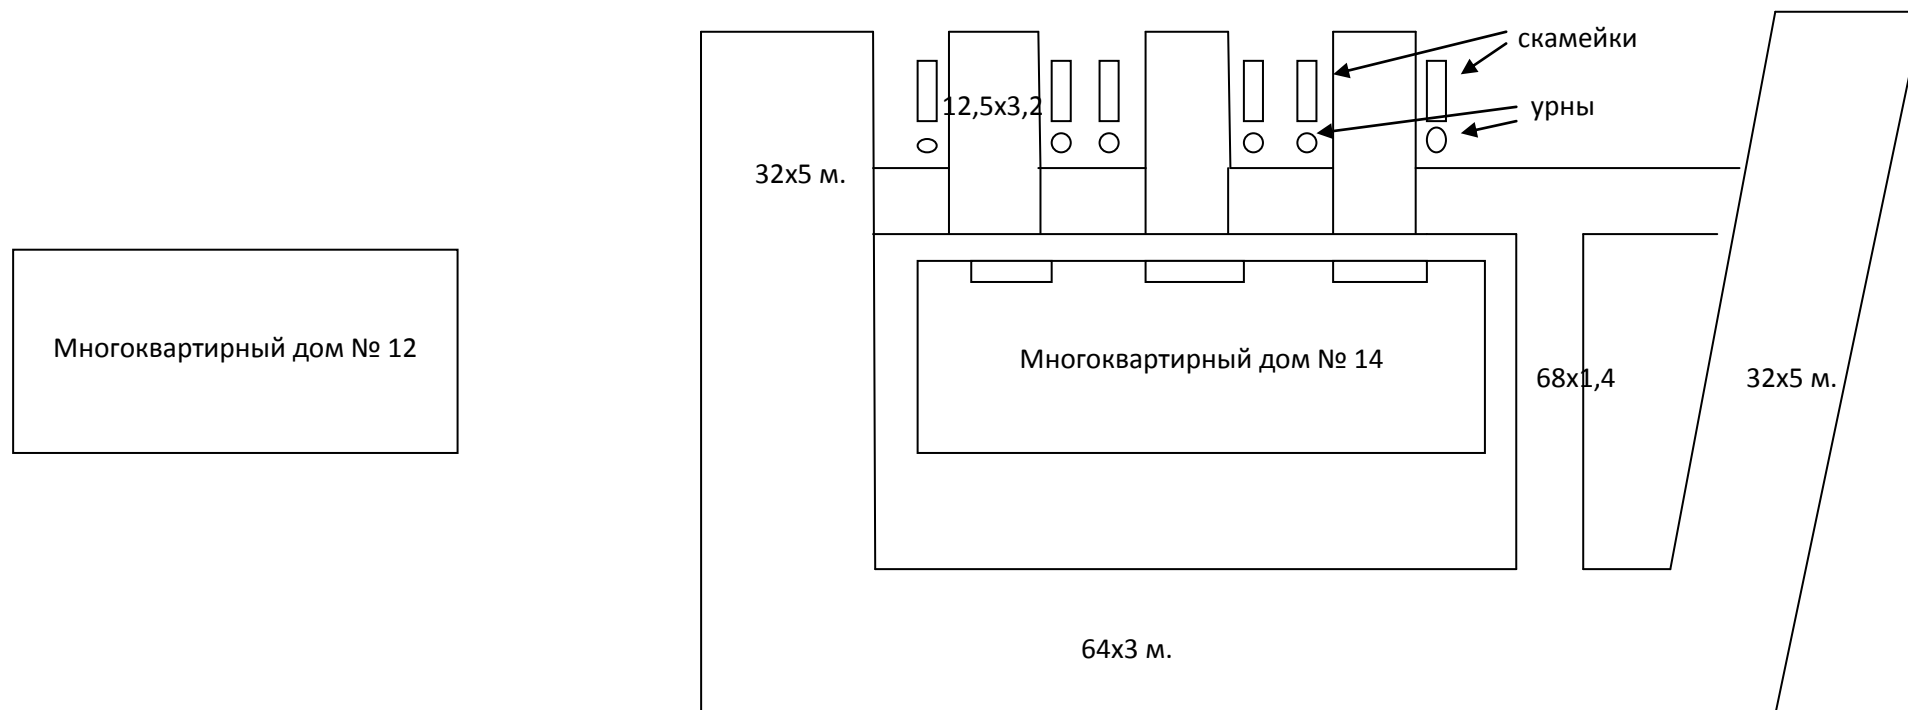 скамейки
12,5х3,2
урны
32х5 м.
Многоквартирный дом № 12
Многоквартирный дом № 14
68х1,4
32х5 м.
64х3 м.